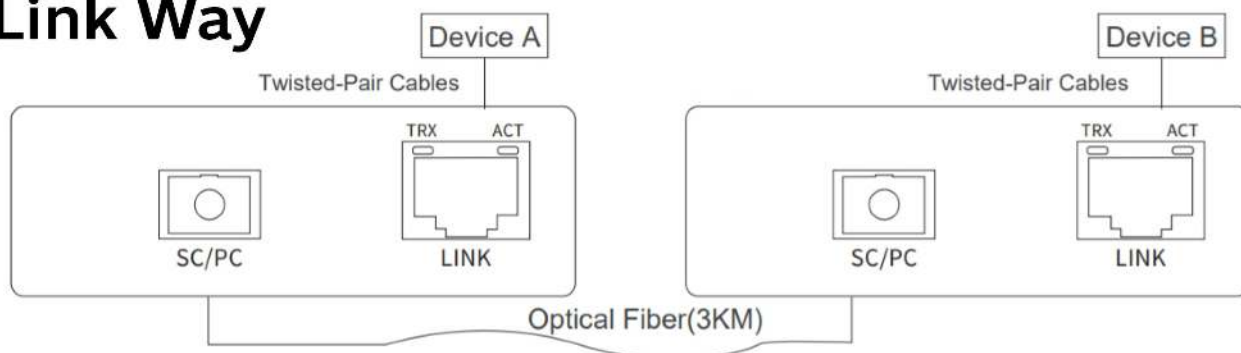 Link Way
Device A
Device B
Twisted-Pair Cables
Twisted-Pair Cables
TRX ACT
TRX ACT
SC/PC
LINK
SC/PC
LINK
Optical Fiber(3KM)